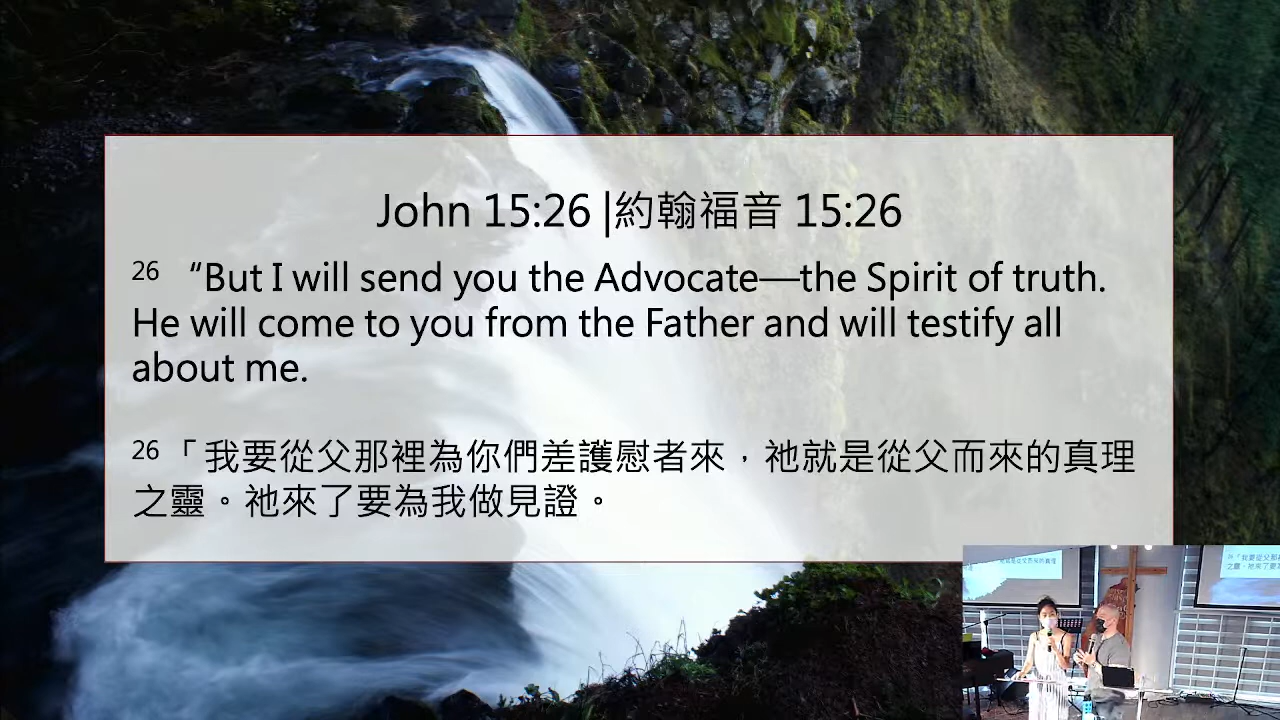 John 15:26 |約翰福音 15:26
26 “But I will send you the Advocate—the Spirit of truth.
He will come to you from the Father and will testify all
about me.
26「我要從父那裡為你們差護慰者來，祂就是從父而來的真理
之靈。祂來了要為我做見證。